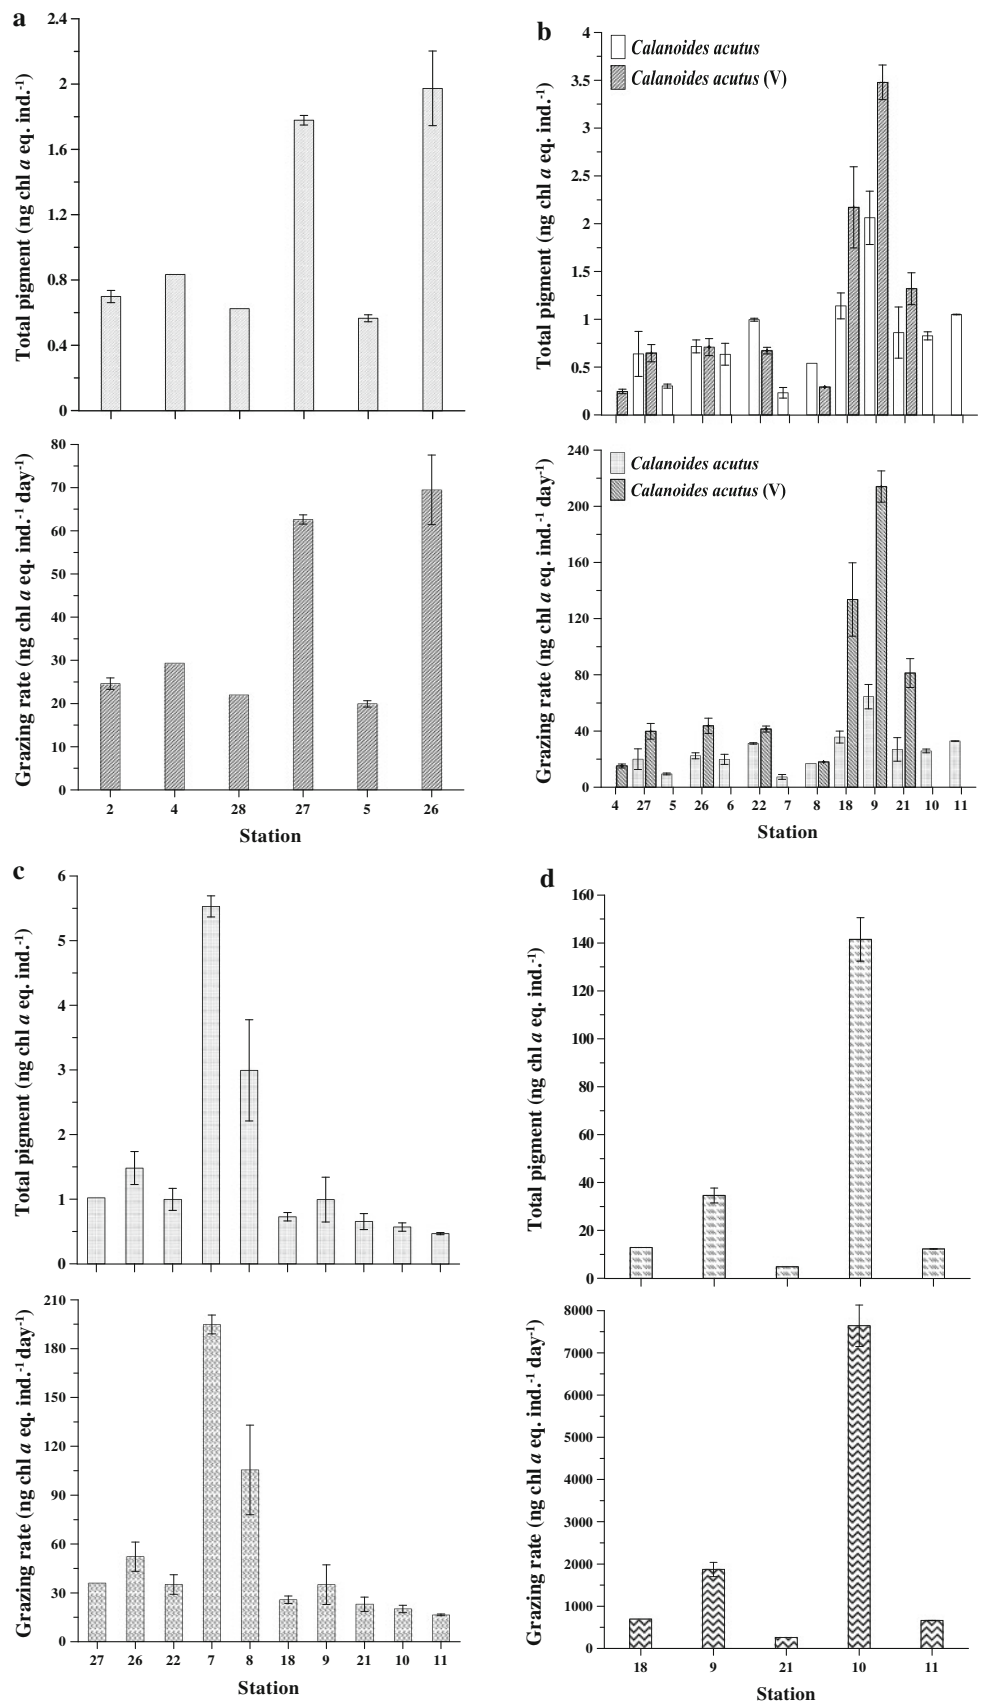 a
Total pigment (ng chl a eq. ind.-1)
2.4
2
1.6
1.2
0.8
0.4
0
Grazing rate (ng chl a eq. ind.-1 day-1)
80
70
60
50
40
30
20
10
0
2 4 28 27 5 26
Station
b
Total pigment (ng chl a eq. ind.-1)
4
3.5
3
2.5
2
1.5
1
0.5
0
Calanoides acutus
Calanoides acutus (V)
Grazing rate (ng chl a eq. ind.-1 day-1)
240
200
160
120
80
40
0
Calanoides acutus
Calanoides acutus (V)
4 27 5 26 6 22 7 8 18 9 21 10 11
Station
c
Total pigment (ng chl a eq. ind.-1)
6
5
4
3
2
1
0
Grazing rate (ng chl a eq. ind.-1 day-1)
210
180
150
120
90
60
30
0
27 26 22 7 8 18 9 21 10 11
Station
d
Total pigment (ng chl a eq. ind.-1)
160
140
120
100
80
60
40
20
0
Grazing rate (ng chl a eq. ind.-1 day-1)
8000
7000
6000
5000
4000
3000
2000
1000
0
18 9 21 10 11
Station